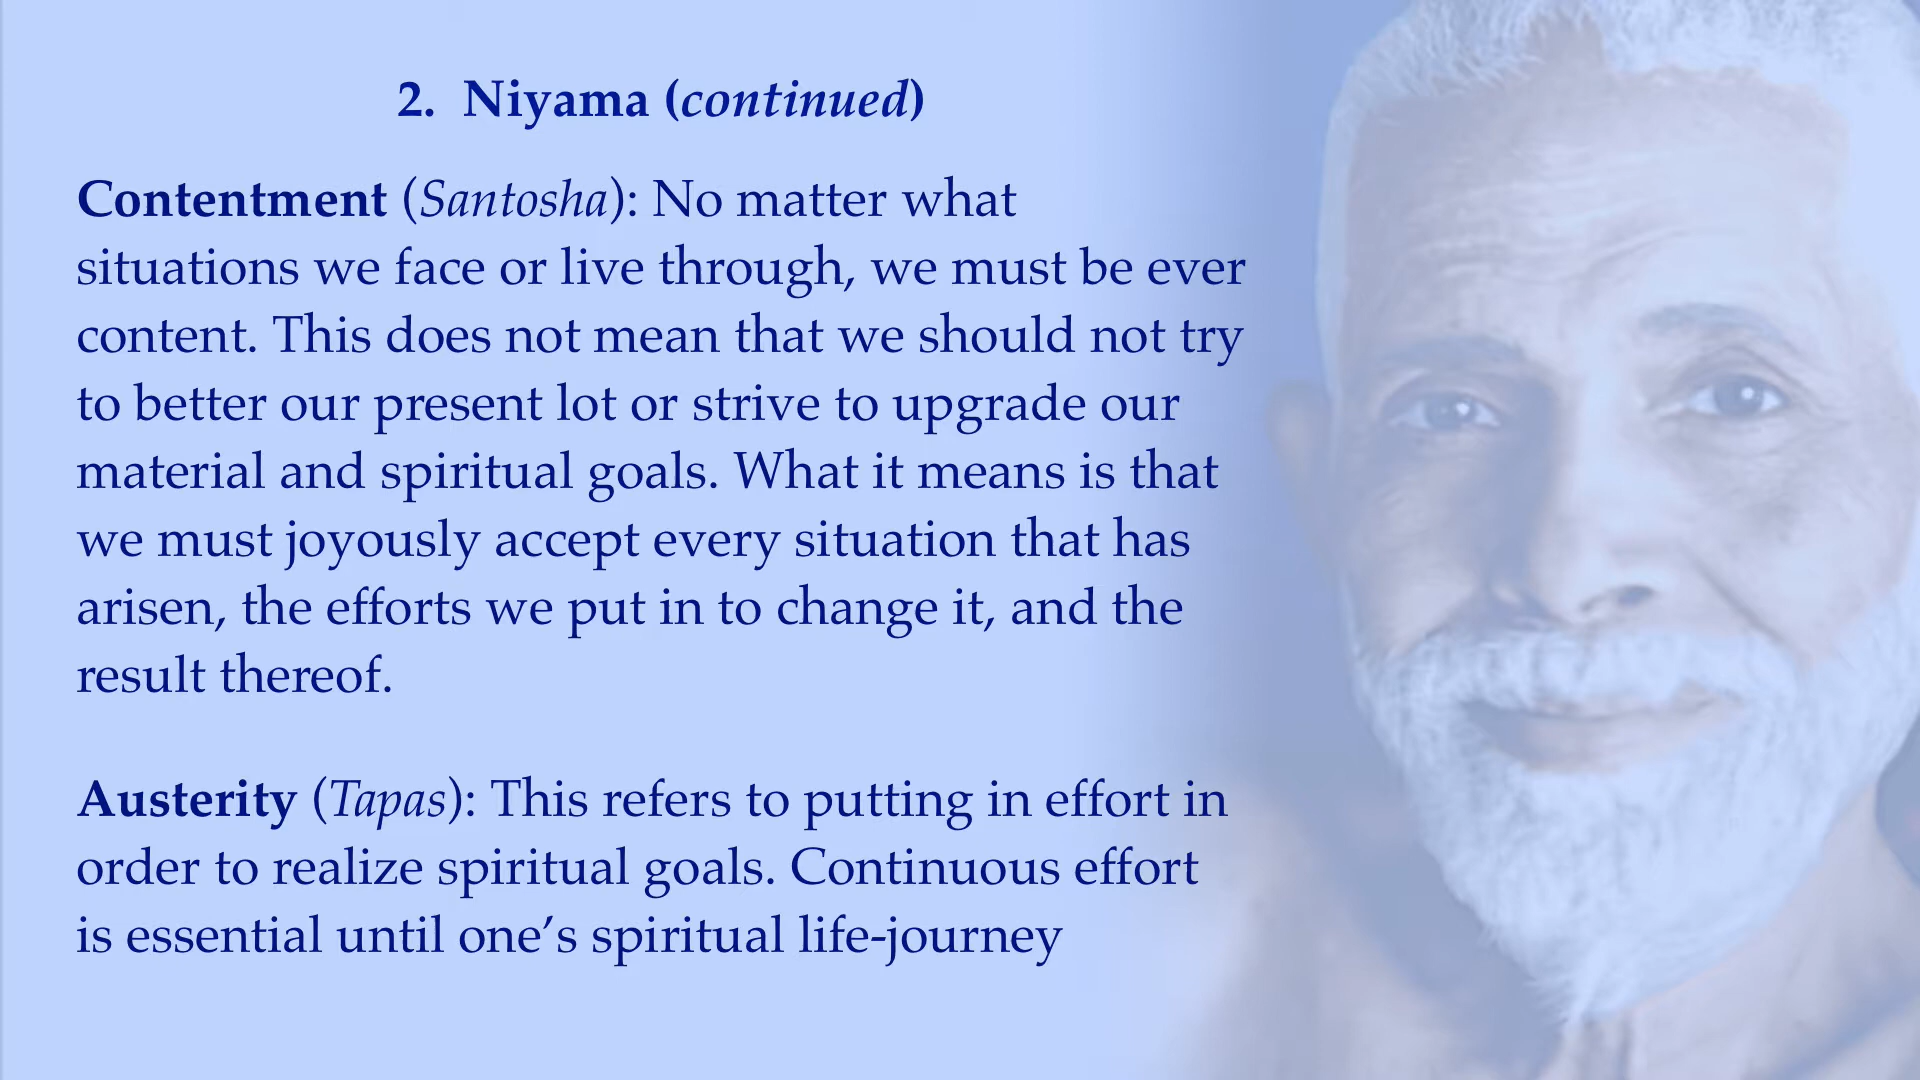 2. Niyama (continued)
Contentment (Santosha): No matter what
situations we face or live through, we must be ever
content. This does not mean that we should not try
to better our present lot or strive to upgrade our
material and spiritual goals. What it means is that
we must joyously accept every situation that has
arisen, the efforts we put in to change it, and the
result thereof.
Austerity (Tapas): This refers to putting in effort in
order to realize spiritual goals. Continuous effort
is essential until one’s spiritual life-journey